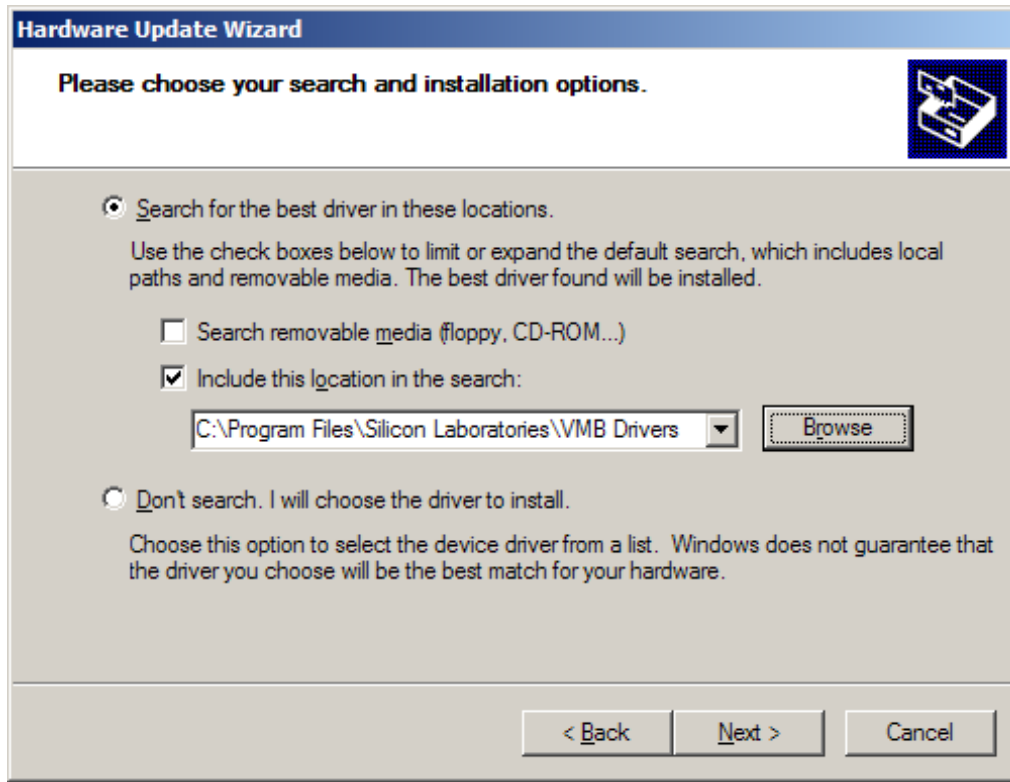 Hardware Update Wizard
Please choose your search and installation options.
Search for the best driver in these locations.
Use the check boxes below to limit or expand the default search, which includes local
paths and removable media. The best driver found will be installed.
Search removable media (floppy, CD-ROM...)
Include this location in the search:
C:\Program Files\Silicon Laboratories\VMB Drivers
Browse
Don't search. I will choose the driver to install.
Choose this option to select the device driver from a list.  Windows does not guarantee that
the driver you choose will be the best match for your hardware.
< Back
Next >
Cancel